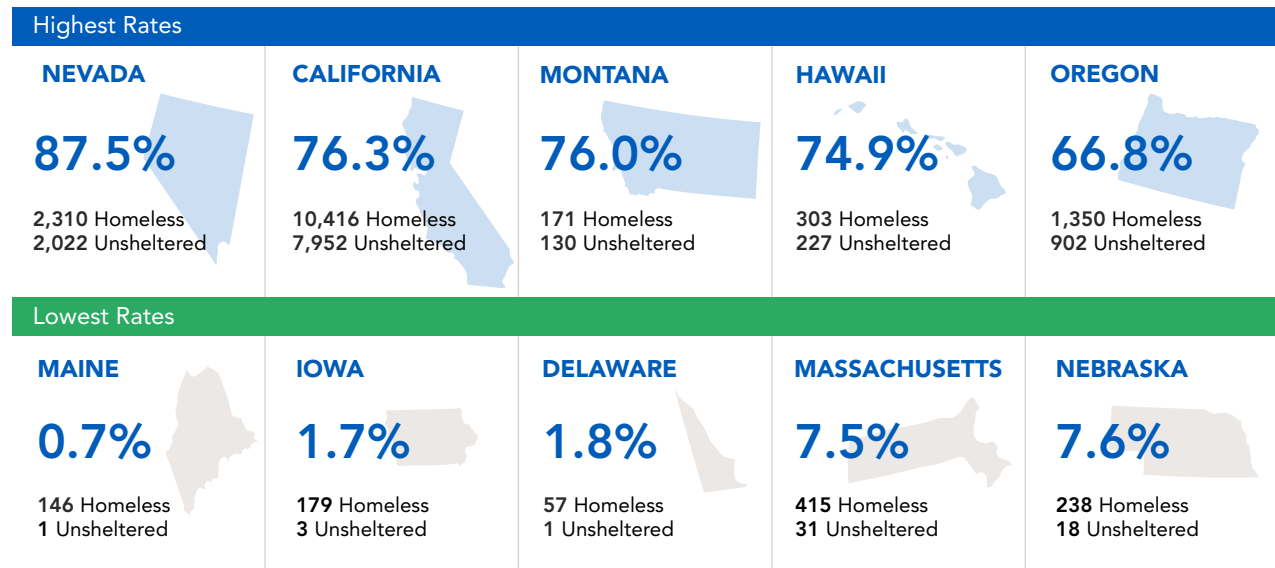 Highest Rates
NEVADA
87.5%
2,310 Homeless
2,022 Unsheltered
CALIFORNIA
76.3%
10,416 Homeless
7,952 Unsheltered
MONTANA
76.0%
171 Homeless
130 Unsheltered
HAWAII
74.9%
303 Homeless
227 Unsheltered
OREGON
66.8%
1,350 Homeless
902 Unsheltered
Lowest Rates
MAINE
0.7%
146 Homeless
1 Unsheltered
IOWA
1.7%
179 Homeless
3 Unsheltered
DELAWARE
1.8%
57 Homeless
1 Unsheltered
MASSACHUSETTS
7.5%
415 Homeless
31 Unsheltered
NEBRASKA
7.6%
238 Homeless
18 Unsheltered